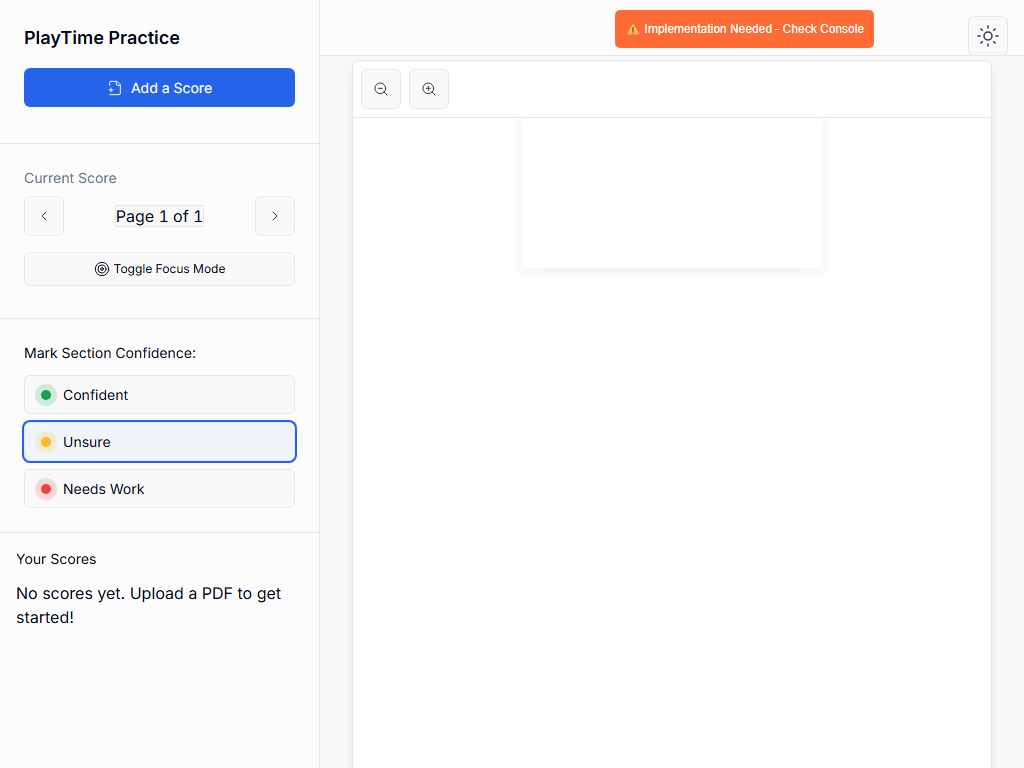 PlayTime Practice
⚠️ Implementation Needed - Check Console
Add a Score
Current Score
Page 1 of 1
Toggle Focus Mode
Mark Section Confidence:
Confident
Unsure
Needs Work
Your Scores
No scores yet. Upload a PDF to get
started!